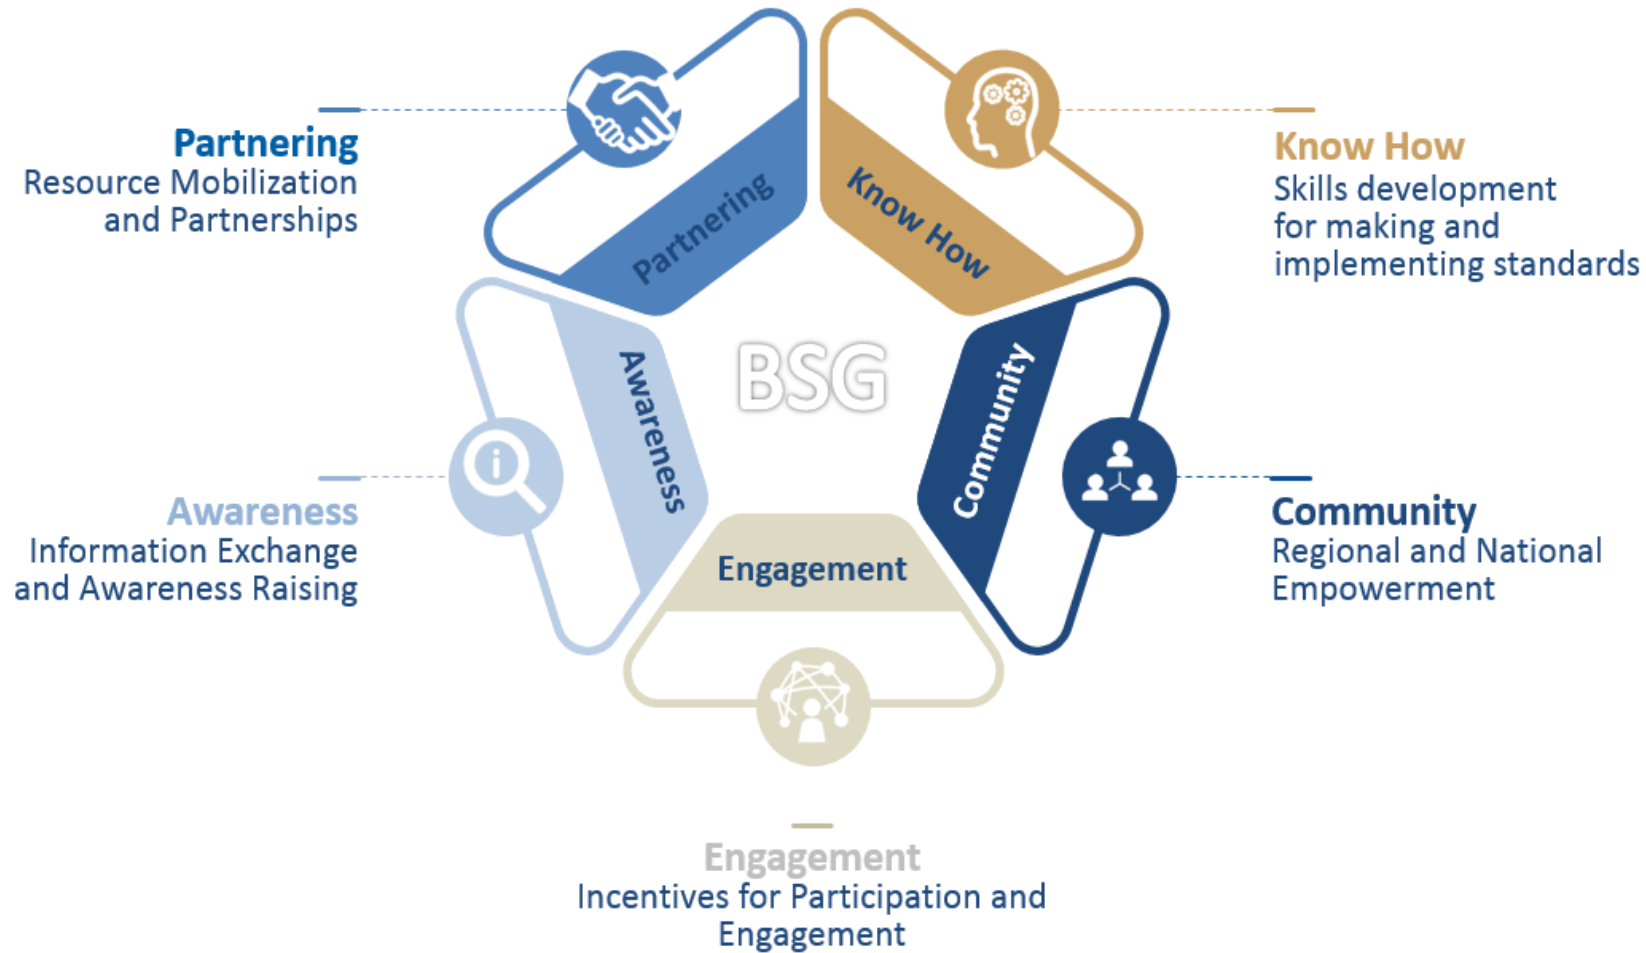 Partnering
Resource Mobilization
and Partnerships
Know How
Skills development
for making and
implementing standards
Partnering
Know How
BSG
Awareness
Community
Engagement
Awareness
Information Exchange
and Awareness Raising
Community
Regional and National
Empowerment
Engagement
Incentives for Participation and
Engagement